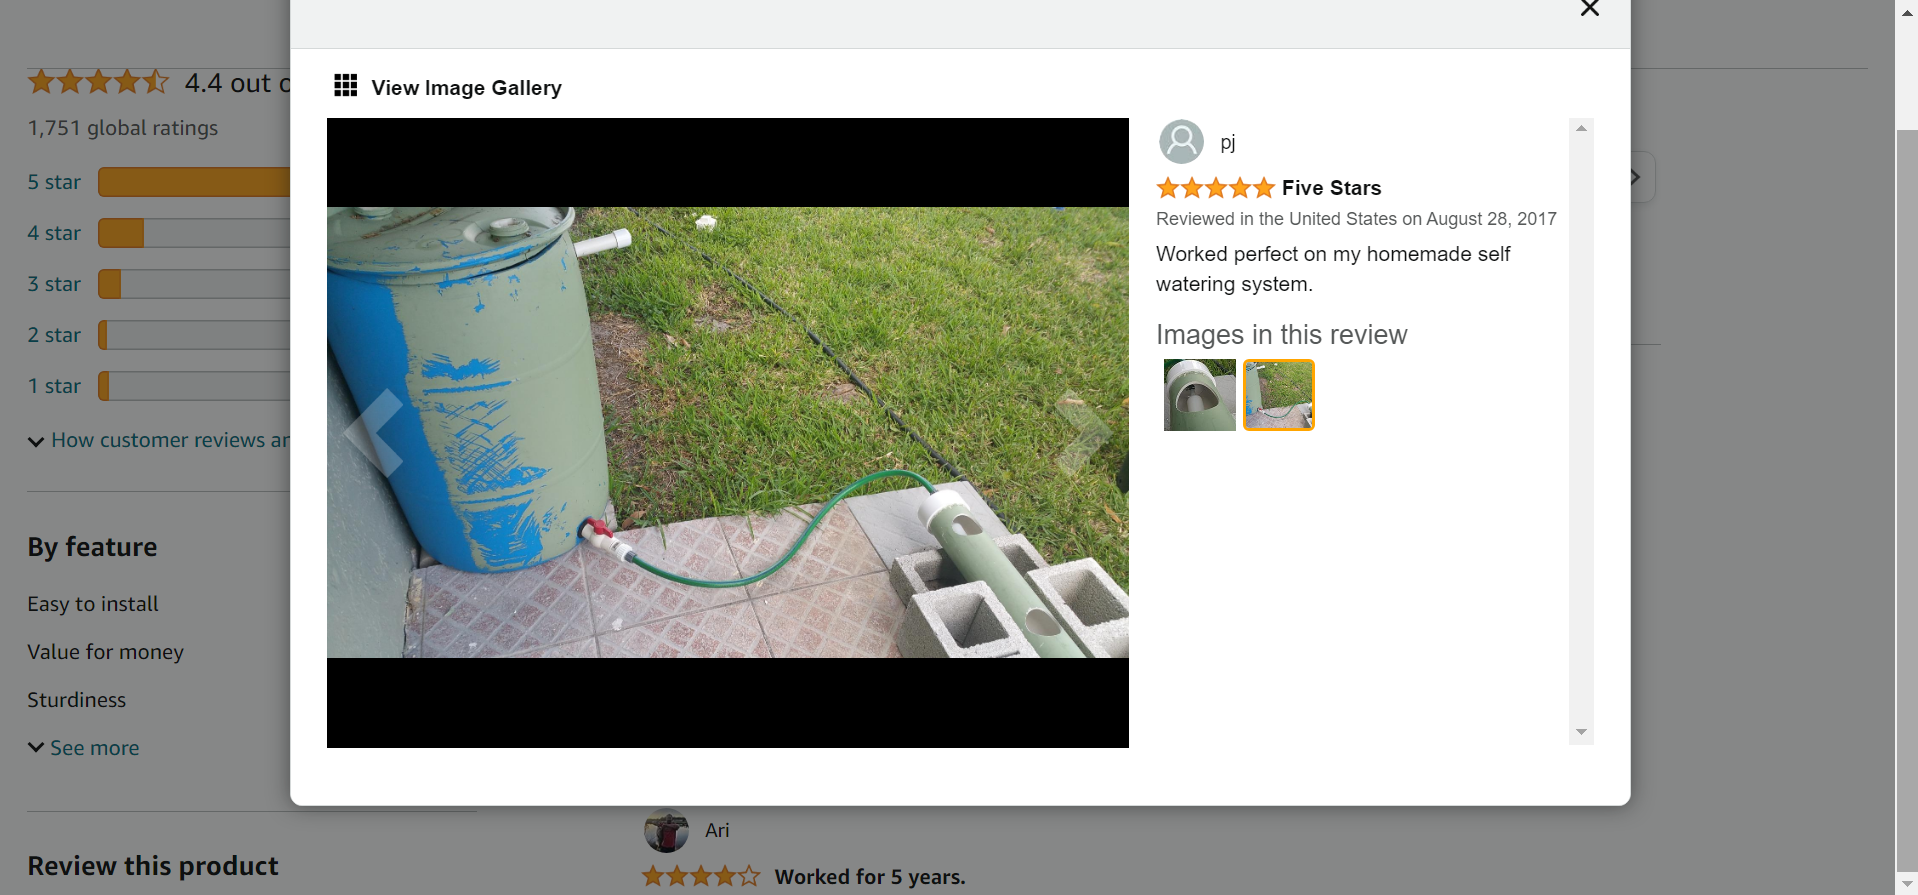 4.4 out o
1,751 global ratings
5 star
4 star
3 star
2 star
1 star
How customer reviews ar
By feature
Easy to install
Value for money
Sturdiness
See more
Review this product
View Image Gallery
pj
Five Stars
Reviewed in the United States on August 28, 2017
Worked perfect on my homemade self
watering system.
Images in this review
Ari
Worked for 5 years.